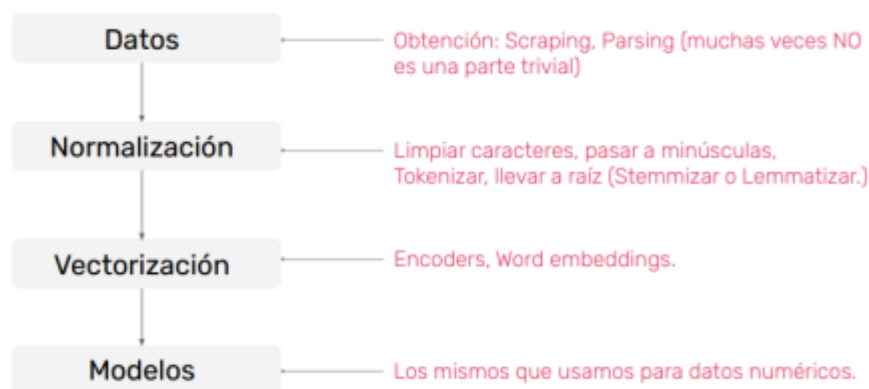 Datos
Obtención: Scraping, Parsing (muchas veces NO
es una parte trivial)
Normalización
Limpiar caracteres, pasar a minúsculas,
Tokenizar, llevar a raíz (Stemmizar o Lemmatizar.)
Vectorización
Encoders, Word embeddings.
Modelos
Los mismos que usamos para datos numéricos.